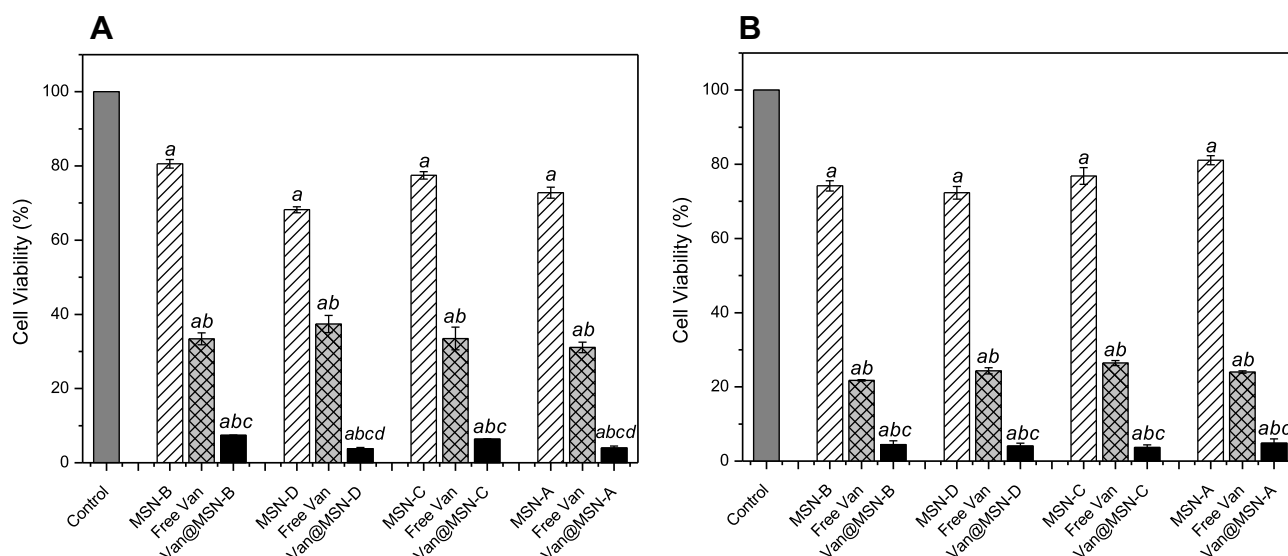 A
Cell Viability (%)
100
80
60
40
20
0
a
ab
abc
a
ab
abcd
a
ab
abc
a
ab
abcd
Control
MSN-B
Free Van
Van@MSN-B
MSN-D
Free Van
Van@MSN-D
MSN-C
Free Van
Van@MSN-C
MSN-A
Free Van
Van@MSN-A
B
Cell Viability (%)
100
80
60
40
20
0
a
ab
abc
a
ab
abc
a
ab
abc
a
ab
abc
Control
MSN-B
Free Van
Van@MSN-B
MSN-D
Free Van
Van@MSN-D
MSN-C
Free Van
Van@MSN-C
MSN-A
Free Van
Van@MSN-A